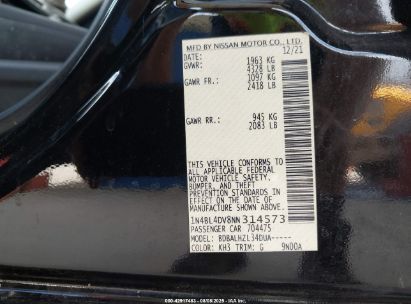 MFD BY NISSAN MOTOR CO., LTD.
DATE: 12/21
GVWR: 1963 KG
4328 LB
GAWR FR.: 1097 KG
2418 LB
GAWR RR.: 945 KG
2083 LB
THIS VEHICLE CONFORMS TO
ALL APPLICABLE FEDERAL
MOTOR VEHICLE SAFETY,
BUMPER, AND THEFT
PREVENTION STANDARDS
IN EFFECT ON THE DATE OF
MANUFACTURE SHOWN ABOVE.
1N4BL4DV8NN314573
PASSENGER CAR 704475
MODEL: BDBALHZL34DUA-----
COLOR: KH3 TRIM: G 9N00A